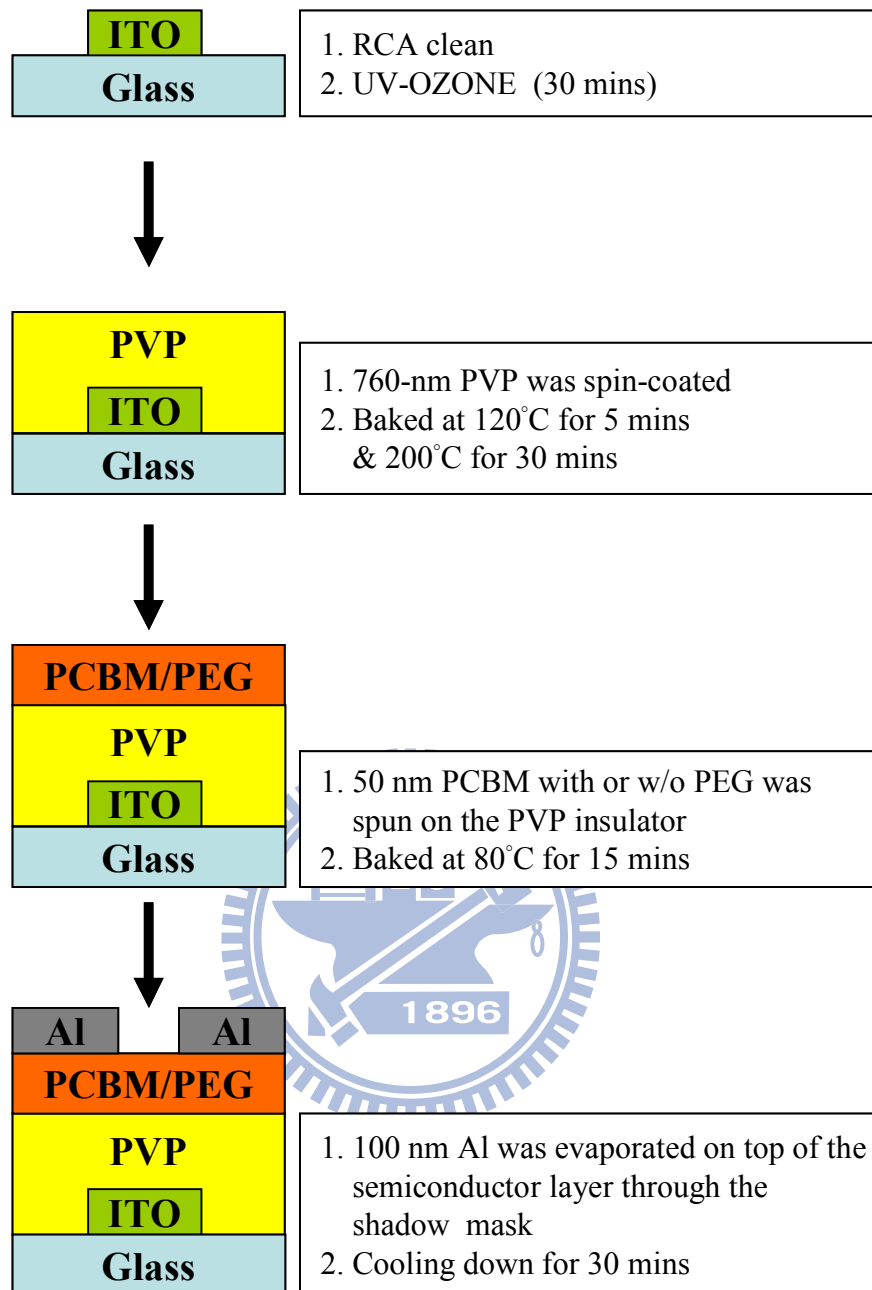 ITO
Glass
1. RCA clean
2. UV-OZONE (30 mins)
PVP
ITO
Glass
1. 760-nm PVP was spin-coated
2. Baked at 120°C for 5 mins
& 200°C for 30 mins
PCBM/PEG
PVP
ITO
Glass
1. 50 nm PCBM with or w/o PEG was
spun on the PVP insulator
2. Baked at 80°C for 15 mins
1896
Al Al
PCBM/PEG
PVP
ITO
Glass
1. 100 nm Al was evaporated on top of the
semiconductor layer through the
shadow mask
2. Cooling down for 30 mins